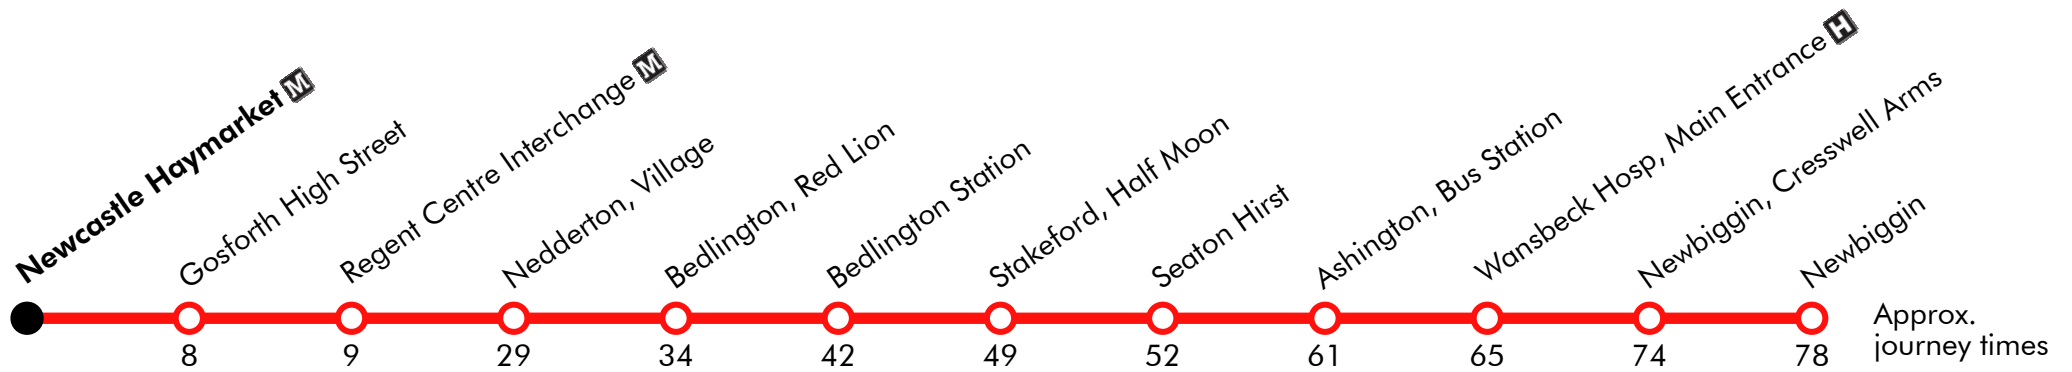 Newcastle Haymarket M
Gosforth High Street
Regent Centre Interchange M
Nedderton, Village
Bedlington, Red Lion
Bedlington Station
Stakeford, Half Moon
Seaton Hirst
Ashington, Bus Station
Wansbeck Hosp, Main Entrance H
Newbiggin, Cresswell Arms
Newbiggin
8 9 29 34 42 49 52 61 65 74 78
Approx.
journey times